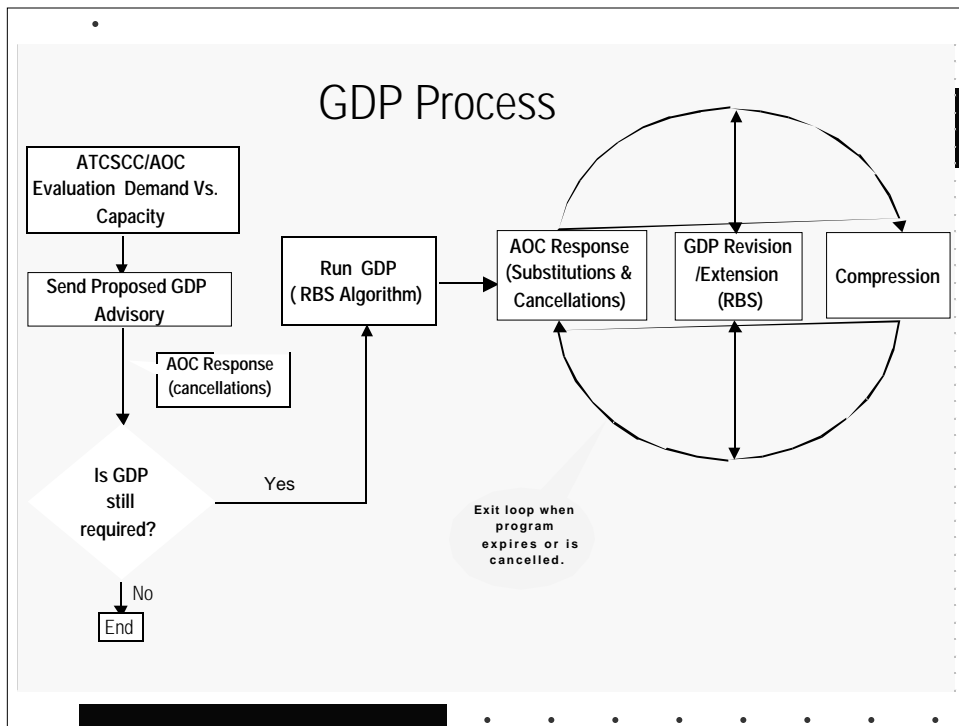 GDP Process
ATCSCC/AOC
Evaluation Demand Vs.
Capacity
Send Proposed GDP
Advisory
AOC Response
(cancellations)
Is GDP
still
required?
Yes
No
End
Run GDP
( RBS Algorithm)
AOC Response
(Substitutions &
Cancellations)
GDP Revision
/Extension
(RBS)
Compression
Exit loop when
program
expires or is
cancelled.